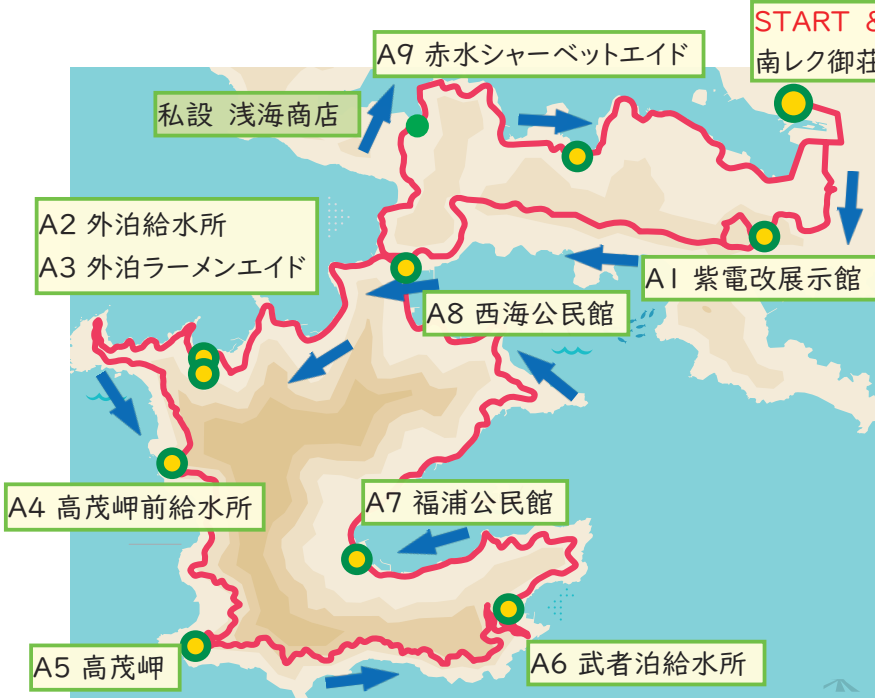 START &
南レク御荘
A9 赤水シャーベットエイド
私設 浅海商店
A2 外泊給水所
A3 外泊ラーメンエイド
A1 紫電改展示館
A8 西海公民館
A4 高茂岬前給水所
A7 福浦公民館
A5 高茂岬
A6 武者泊給水所